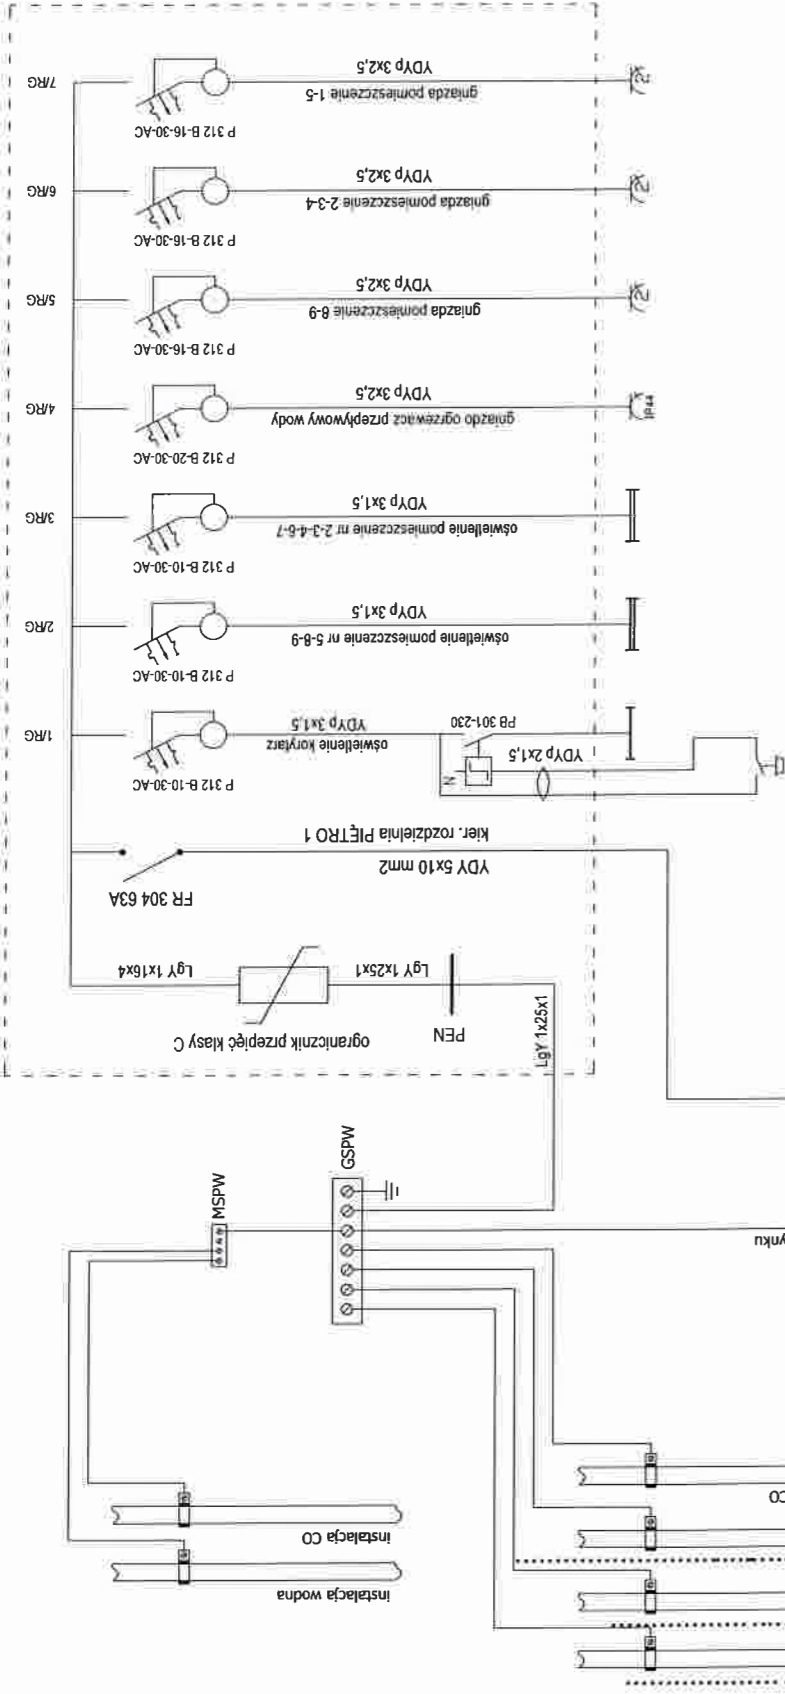 7/RG
P 312 B-16-30-AC
YDYp 3x2,5
gniazda pomieszczenie 1-5
6/RG
P 312 B-16-30-AC
YDYp 3x2,5
gniazda pomieszczenie 2-3-4
5/RG
P 312 B-16-30-AC
YDYp 3x2,5
gniazda pomieszczenie 8-9
4/RG
P 312 B-20-30-AC
YDYp 3x2,5
gniazdo ogrzewacz przepływowy wody
IP44
3/RG
P 312 B-10-30-AC
YDYp 3x1,5
oświetlenie pomieszczenie nr 2-3-4-6-7
2/RG
P 312 B-10-30-AC
YDYp 3x1,5
oświetlenie pomieszczenie nr 5-8-9
1/RG
P 312 B-10-30-AC
YDYp 3x1,5
oświetlenie korytarz
PB 301-230
N
YDYp 2x1,5
kier. rozdzielnia PIĘTRO 1
YDY 5x10 mm2
FR 304 63A
LgY 1x16x4
LgY 1x25x1
ogranicznik przepięć klasy C
PEN
LgY 1x25x1
GSPW
MSPW
ynku
CO
instalacja CO
instalacja wodna